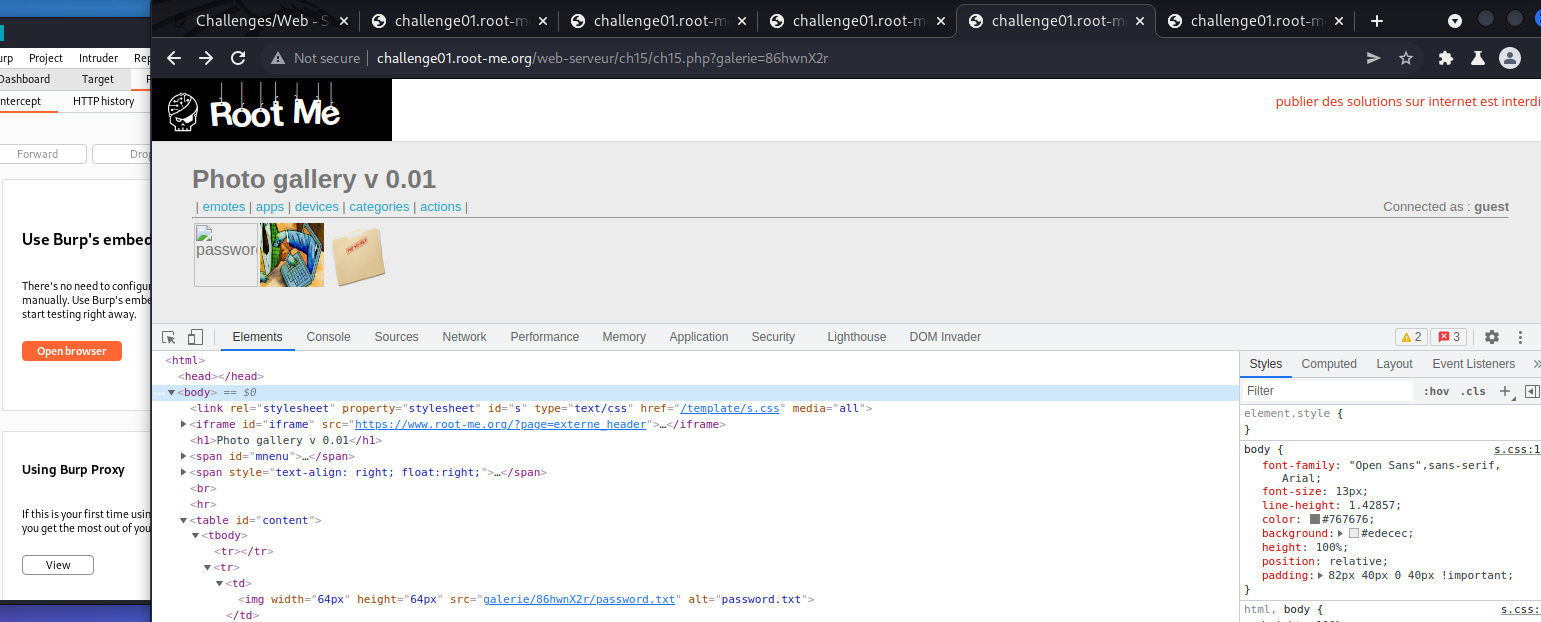 Challenges/Web - S
challenge01.root-m
challenge01.root-m
challenge01.root-m
challenge01.root-m
challenge01.root-m
Not secure
challenge01.root-me.org/web-serveur/ch15/ch15.php?galerie=86hwnX2r
urp Project Intruder Rep
Dashboard Target P
ntercept HTTP history
Forward Drop
Use Burp's embed
There's no need to configu
manually. Use Burp's embe
start testing right away.
Open browser
Using Burp Proxy
If this is your first time usin
you get the most out of you
View
Root Me
publier des solutions sur internet est interdi
Photo gallery v 0.01
| emotes | apps | devices | categories | actions |
Connected as : guest
password
TOP SECRET
Elements Console Sources Network Performance Memory Application Security Lighthouse DOM Invader
2 3
<html>
<head></head>
... <body> == $0
<link rel="stylesheet" property="stylesheet" id="s" type="text/css" href="/template/s.css" media="all">
<iframe id="iframe" src="https://www.root-me.org/?page=externe_header">…</iframe>
<h1>Photo gallery v 0.01</h1>
<span id="mnenu">…</span>
<span style="text-align: right; float:right;">…</span>
<br>
<hr>
<table id="content">
<tbody>
<tr></tr>
<tr>
<td>
<img width="64px" height="64px" src="galerie/86hwnX2r/password.txt" alt="password.txt">
</td>
Styles Computed Layout Event Listeners »
Filter :hov .cls +
element.style {
}
body { s.css:1
font-family: "Open Sans",sans-serif,
Arial;
font-size: 13px;
line-height: 1.42857;
color: #767676;
background: #edecec;
height: 100%;
position: relative;
padding: 82px 40px 0 40px !important;
}
html, body { s.css: